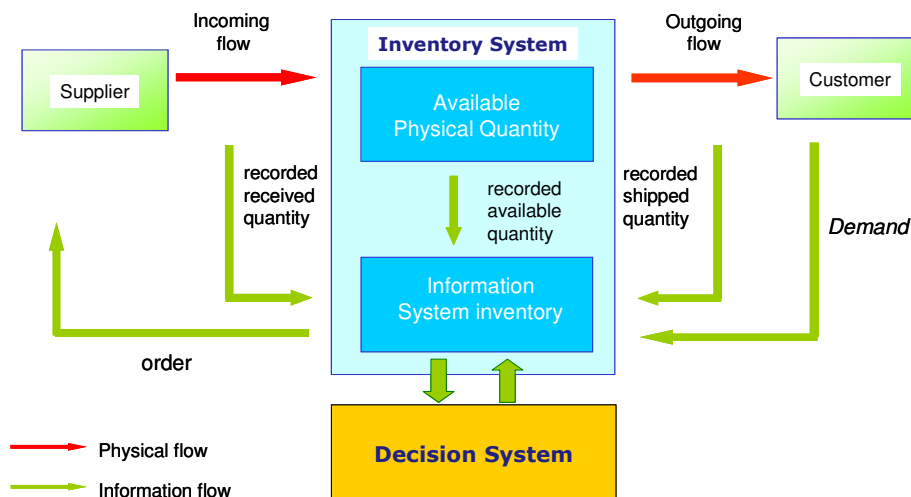 Incoming
flow
Inventory System
Outgoing
flow
Supplier
Customer
Available
Physical Quantity
recorded
received
quantity
recorded
available
quantity
recorded
shipped
quantity
Demand
Information
System inventory
order
Decision System
Physical flow
Information flow